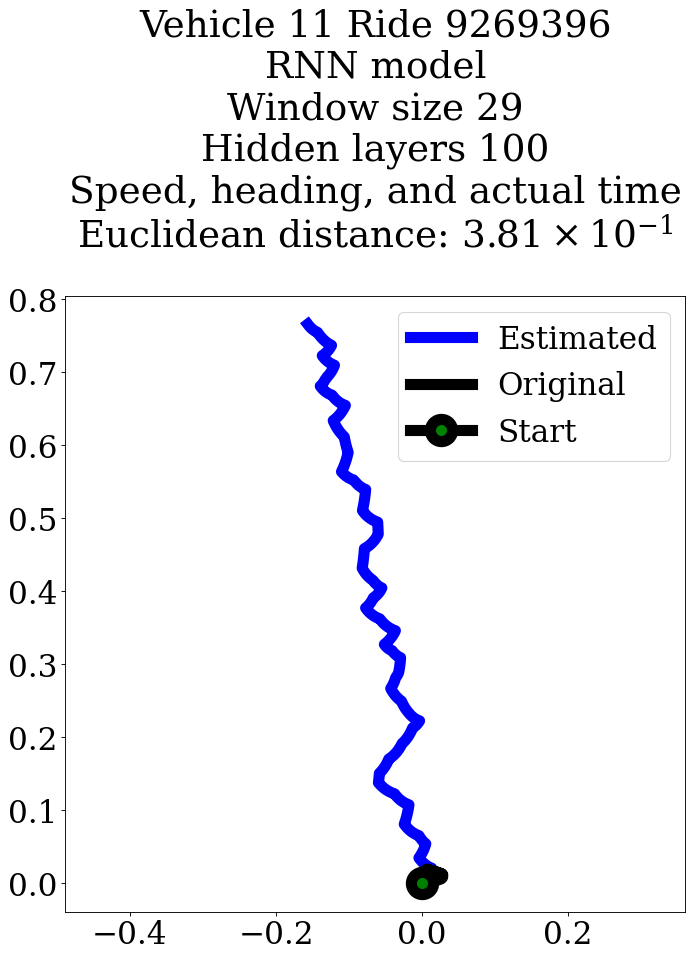 Vehicle 11 Ride 9269396
RNN model
Window size 29
Hidden layers 100
Speed, heading, and actual time
Euclidean distance: 3.81 × 10⁻¹
Estimated
Original
Start
0.8
0.7
0.6
0.5
0.4
0.3
0.2
0.1
0.0
−0.4 −0.2 0.0 0.2